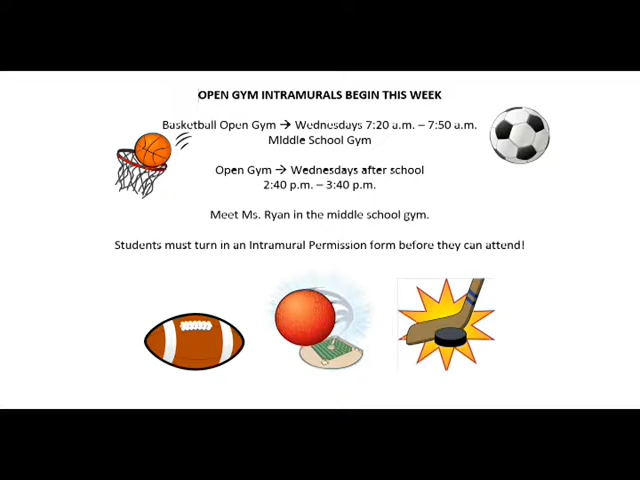 OPEN GYM INTRAMURALS BEGIN THIS WEEK
Basketball Open Gym → Wednesdays 7:20 a.m. – 7:50 a.m.
MIddle School Gym
Open Gym → Wednesdays after school
2:40 p.m. – 3:40 p.m.
Meet Ms. Ryan in the middle school gym.
Students must turn in an Intramural Permission form before they can attend!